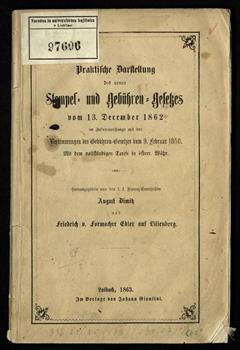 Narodna in univerzitetna knjižnica
v Ljubljani
97696
Praktische Darstellung
des neuen
Stempel- und Gebühren-Gesetzes
vom 13. December 1862
im Zusammenhange mit den
Bestimmungen des Gebühren-Gesetzes vom 9. Februar 1850.
Mit dem vollständigen Tarife in österr. Währ.
Herausgegeben von den k. k. Finanz-Commissären
August Dimitz
und
Friedrich v. Formacher Edler auf Lilienberg.
Laibach, 1863.
Im Verlage von Johann Giontini.